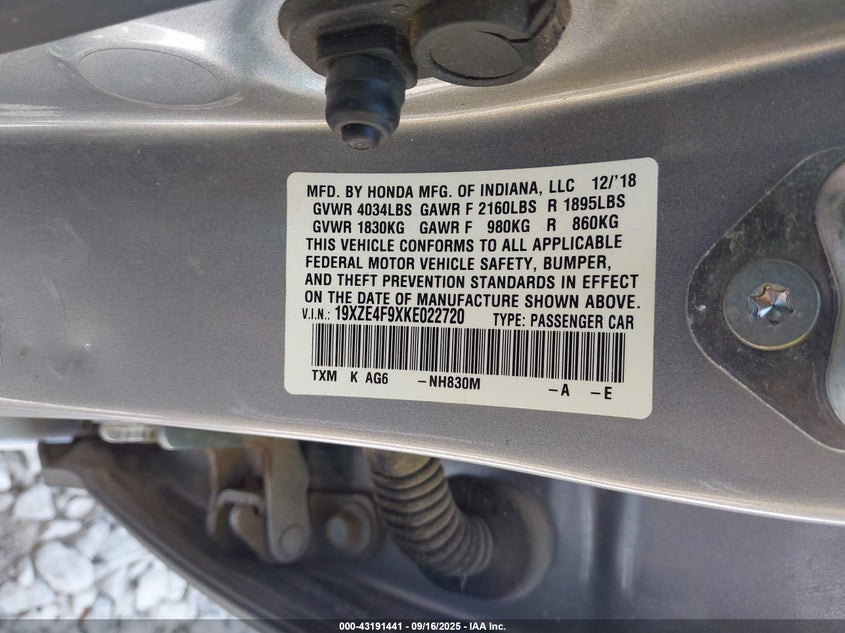 MFD. BY HONDA MFG. OF INDIANA, LLC 12/'18
GVWR 4034LBS GAWR F 2160LBS R 1895LBS
GVWR 1830KG GAWR F 980KG R 860KG
THIS VEHICLE CONFORMS TO ALL APPLICABLE
FEDERAL MOTOR VEHICLE SAFETY, BUMPER,
AND THEFT PREVENTION STANDARDS IN EFFECT
ON THE DATE OF MANUFACTURE SHOWN ABOVE.
V.I.N.: 19XZE4F9XKE022720 TYPE: PASSENGER CAR
TXM K AG6 -NH830M -A -E
000-43191441 - 09/16/2025 - IAA Inc.